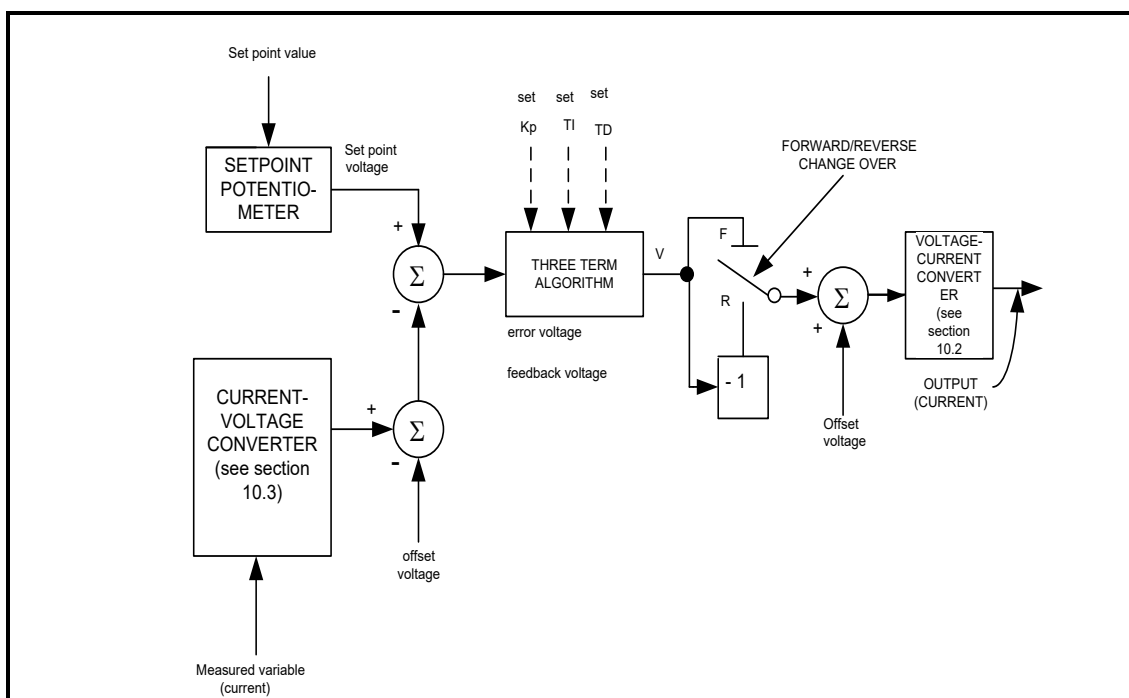 Set point value
SETPOINT
POTENTIO-
METER
Set point
voltage
+
Σ
-
CURRENT-
VOLTAGE
CONVERTER
(see section
10.3)
+
Σ
-
offset
voltage
Measured variable
(current)
set
Kp
set
TI
set
TD
THREE TERM
ALGORITHM
error voltage
feedback voltage
V
FORWARD/REVERSE
CHANGE OVER
F
R
- 1
+
Σ
+
Offset
voltage
VOLTAGE-
CURRENT
CONVERT
ER
(see
section
10.2
OUTPUT
(CURRENT)